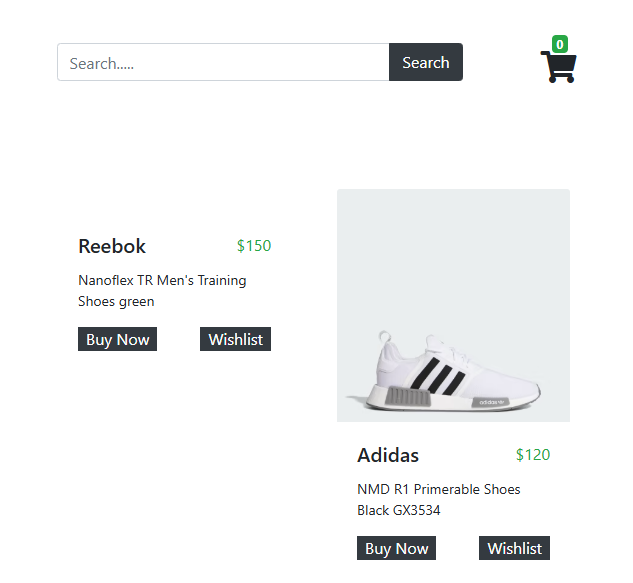 Search.....
Search
0
Reebok
$150
Nanoflex TR Men's Training
Shoes green
Buy Now
Wishlist
Adidas
$120
NMD R1 Primerable Shoes
Black GX3534
Buy Now
Wishlist